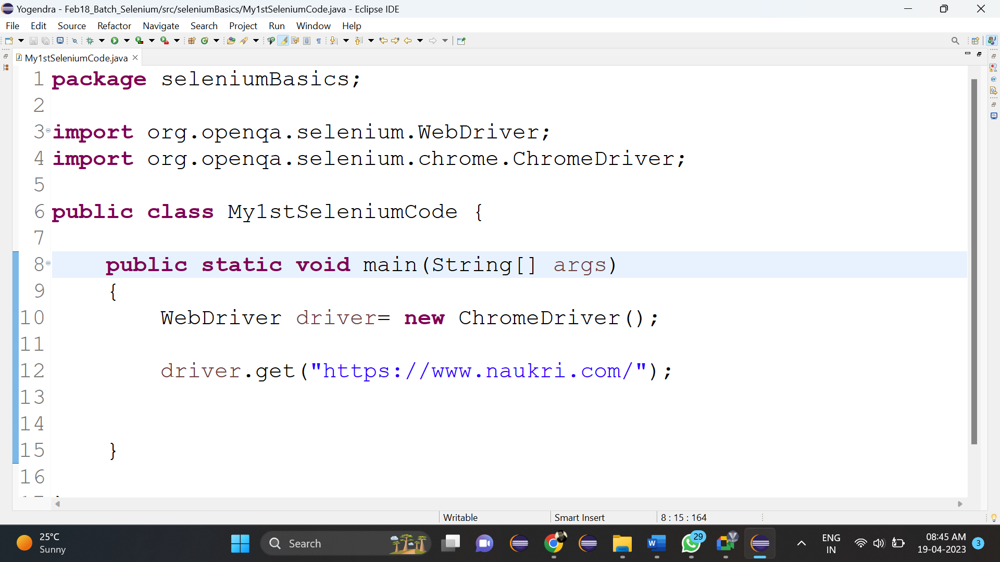 Yogendra - Feb18_Batch_Selenium/src/seleniumBasics/My1stSeleniumCode.java - Eclipse IDE
File Edit Source Refactor Navigate Search Project Run Window Help
My1stSeleniumCode.java
1 package seleniumBasics;
2
3 import org.openqa.selenium.WebDriver;
4 import org.openqa.selenium.chrome.ChromeDriver;
5
6 public class My1stSeleniumCode {
7
8 public static void main(String[] args)
9 {
10 WebDriver driver= new ChromeDriver();
11
12 driver.get("https://www.naukri.com/");
13
14
15 }
16
Writable Smart Insert 8 : 15 : 164
25°C
Sunny
Search
29
ENG
IN
08:45 AM
19-04-2023
3